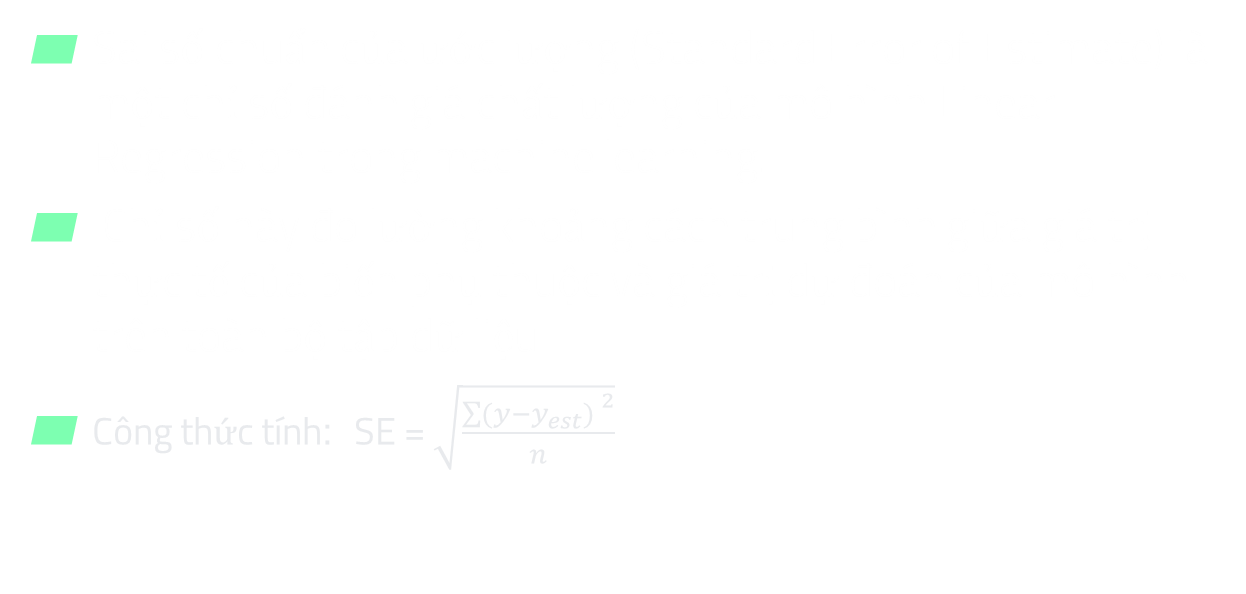 Công thức tính: SE = √(∑(y−y_est)²/n)